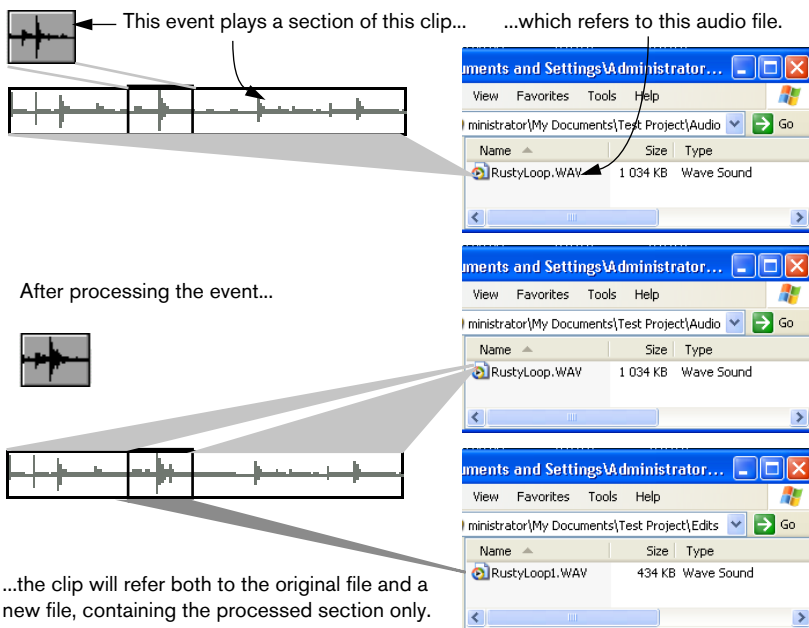 This event plays a section of this clip...
...which refers to this audio file.
uments and Settings\Administrator...
View Favorites Tools Help
ministrator\My Documents\Test Project\Audio Go
Name Size Type
RustyLoop.WAV 1 034 KB Wave Sound
After processing the event...
uments and Settings\Administrator...
View Favorites Tools Help
ministrator\My Documents\Test Project\Audio Go
Name Size Type
RustyLoop.WAV 1 034 KB Wave Sound
uments and Settings\Administrator...
View Favorites Tools Help
ministrator\My Documents\Test Project\Edits Go
Name Size Type
RustyLoop1.WAV 434 KB Wave Sound
...the clip will refer both to the original file and a
new file, containing the processed section only.